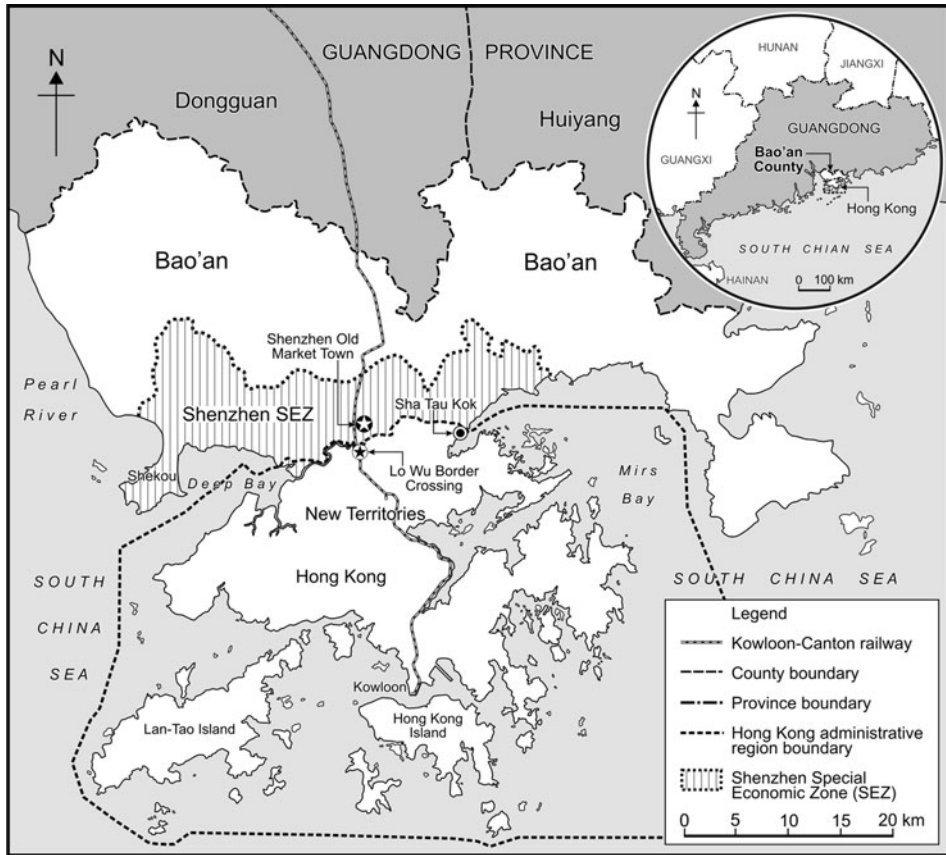 GUANGDONG PROVINCE
N
Dongguan
Huiyang
Bao'an
Bao'an
Shenzhen Old
Market Town
Pearl
River
Shenzhen SEZ
Sha Tau Kok
Shekou
Deep Bay
Lo Wu Border
Crossing
Mirs
Bay
New Territories
Hong Kong
SOUTH
CHINA
SEA
SOUTH CHINA SEA
Kowloon
Lan-Tao Island
Hong Kong
Island
HUNAN
JIANGXI
N
GUANGDONG
GUANGXI
Bao'an
County
Hong Kong
SOUTH CHIAN SEA
HAINAN
0 100 km
Legend
Kowloon-Canton railway
County boundary
Province boundary
Hong Kong administrative
region boundary
Shenzhen Special
Economic Zone (SEZ)
0 5 10 15 20 km